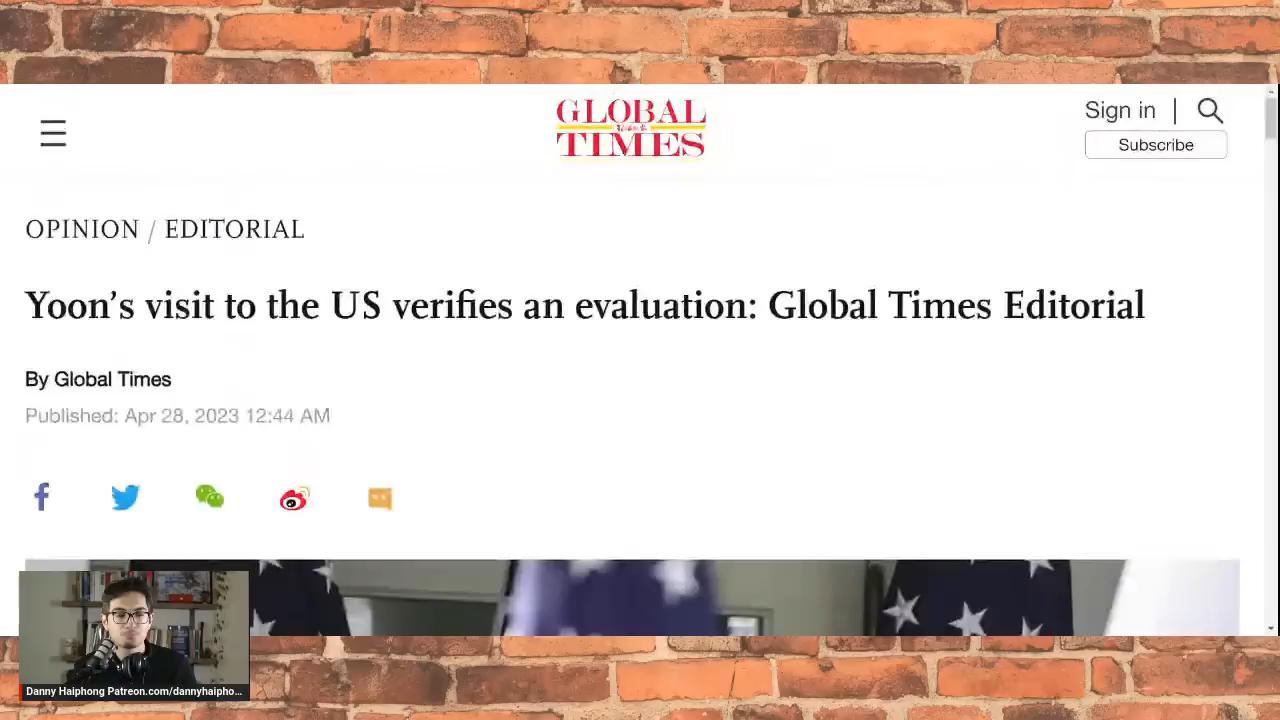 GLOBAL
TIMES
Sign in
Subscribe
OPINION / EDITORIAL
Yoon's visit to the US verifies an evaluation: Global Times Editorial
By Global Times
Published: Apr 28, 2023 12:44 AM
Danny Haiphong Patreon.com/dannyhaipho...